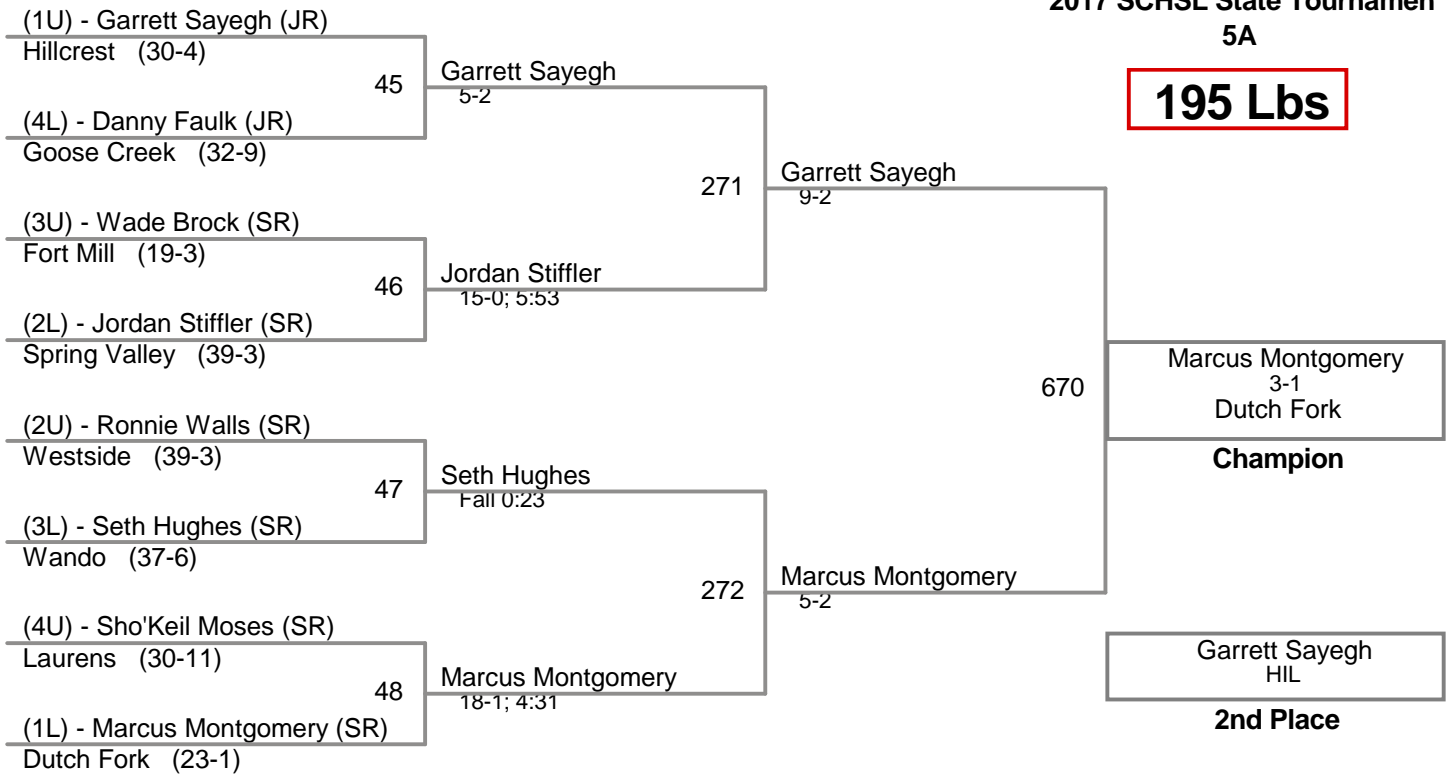 2017 SCHSL State Tournamen
5A
195 Lbs
(1U) - Garrett Sayegh (JR)
Hillcrest (30-4)
45
Garrett Sayegh
5-2
(4L) - Danny Faulk (JR)
Goose Creek (32-9)
271
Garrett Sayegh
9-2
(3U) - Wade Brock (SR)
Fort Mill (19-3)
46
Jordan Stiffler
15-0; 5:53
(2L) - Jordan Stiffler (SR)
Spring Valley (39-3)
670
Marcus Montgomery
3-1
Dutch Fork
Champion
(2U) - Ronnie Walls (SR)
Westside (39-3)
47
Seth Hughes
Fall 0:23
(3L) - Seth Hughes (SR)
Wando (37-6)
272
Marcus Montgomery
5-2
(4U) - Sho'Keil Moses (SR)
Laurens (30-11)
48
Marcus Montgomery
18-1; 4:31
(1L) - Marcus Montgomery (SR)
Dutch Fork (23-1)
Garrett Sayegh
HIL
2nd Place